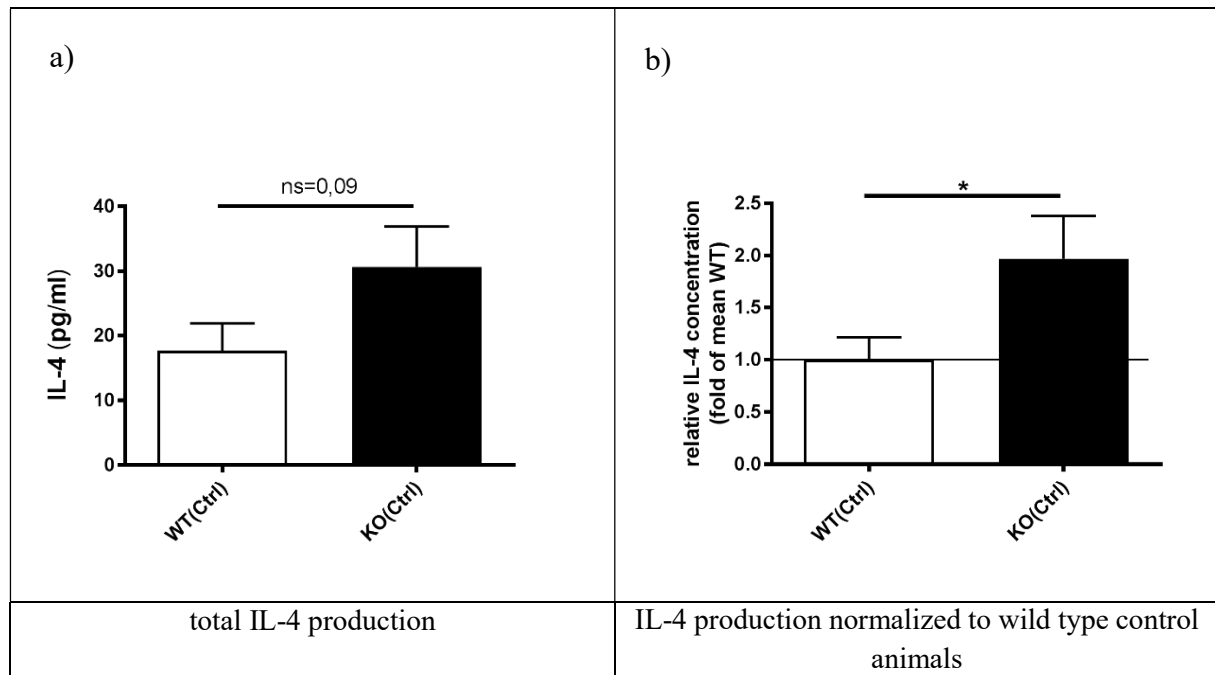 a)
ns=0,09
IL-4 (pg/ml)
40
30
20
10
0
WT(Ctrl)
KO(Ctrl)
total IL-4 production
b)
*
relative IL-4 concentration
(fold of mean WT)
2.5
2.0
1.5
1.0
0.5
0.0
WT(Ctrl)
KO(Ctrl)
IL-4 production normalized to wild type control
animals